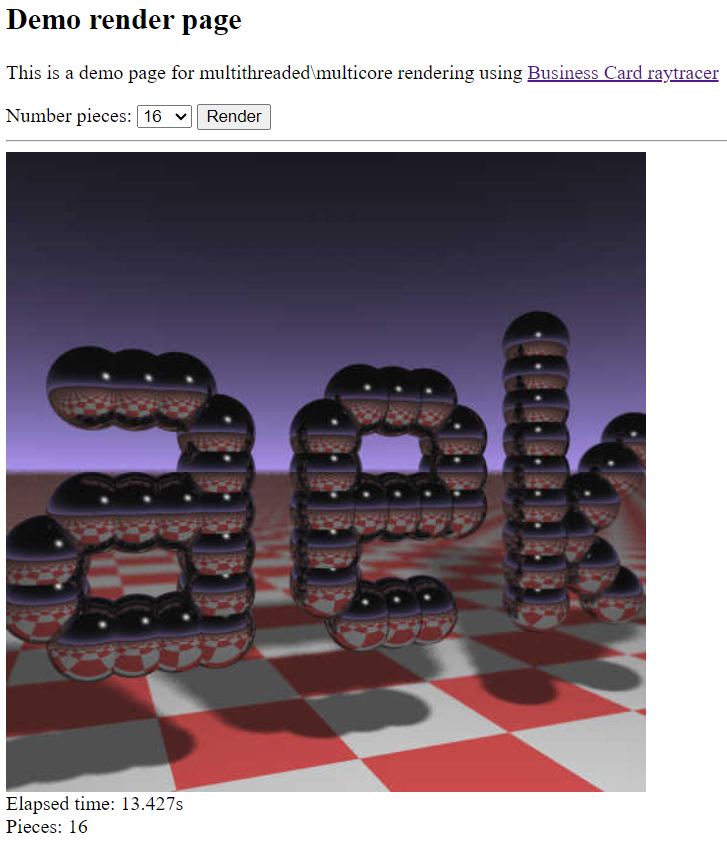 Demo render page
This is a demo page for multithreaded\multicore rendering using Business Card raytracer
Number pieces: 16 Render
aek
Elapsed time: 13.427s
Pieces: 16